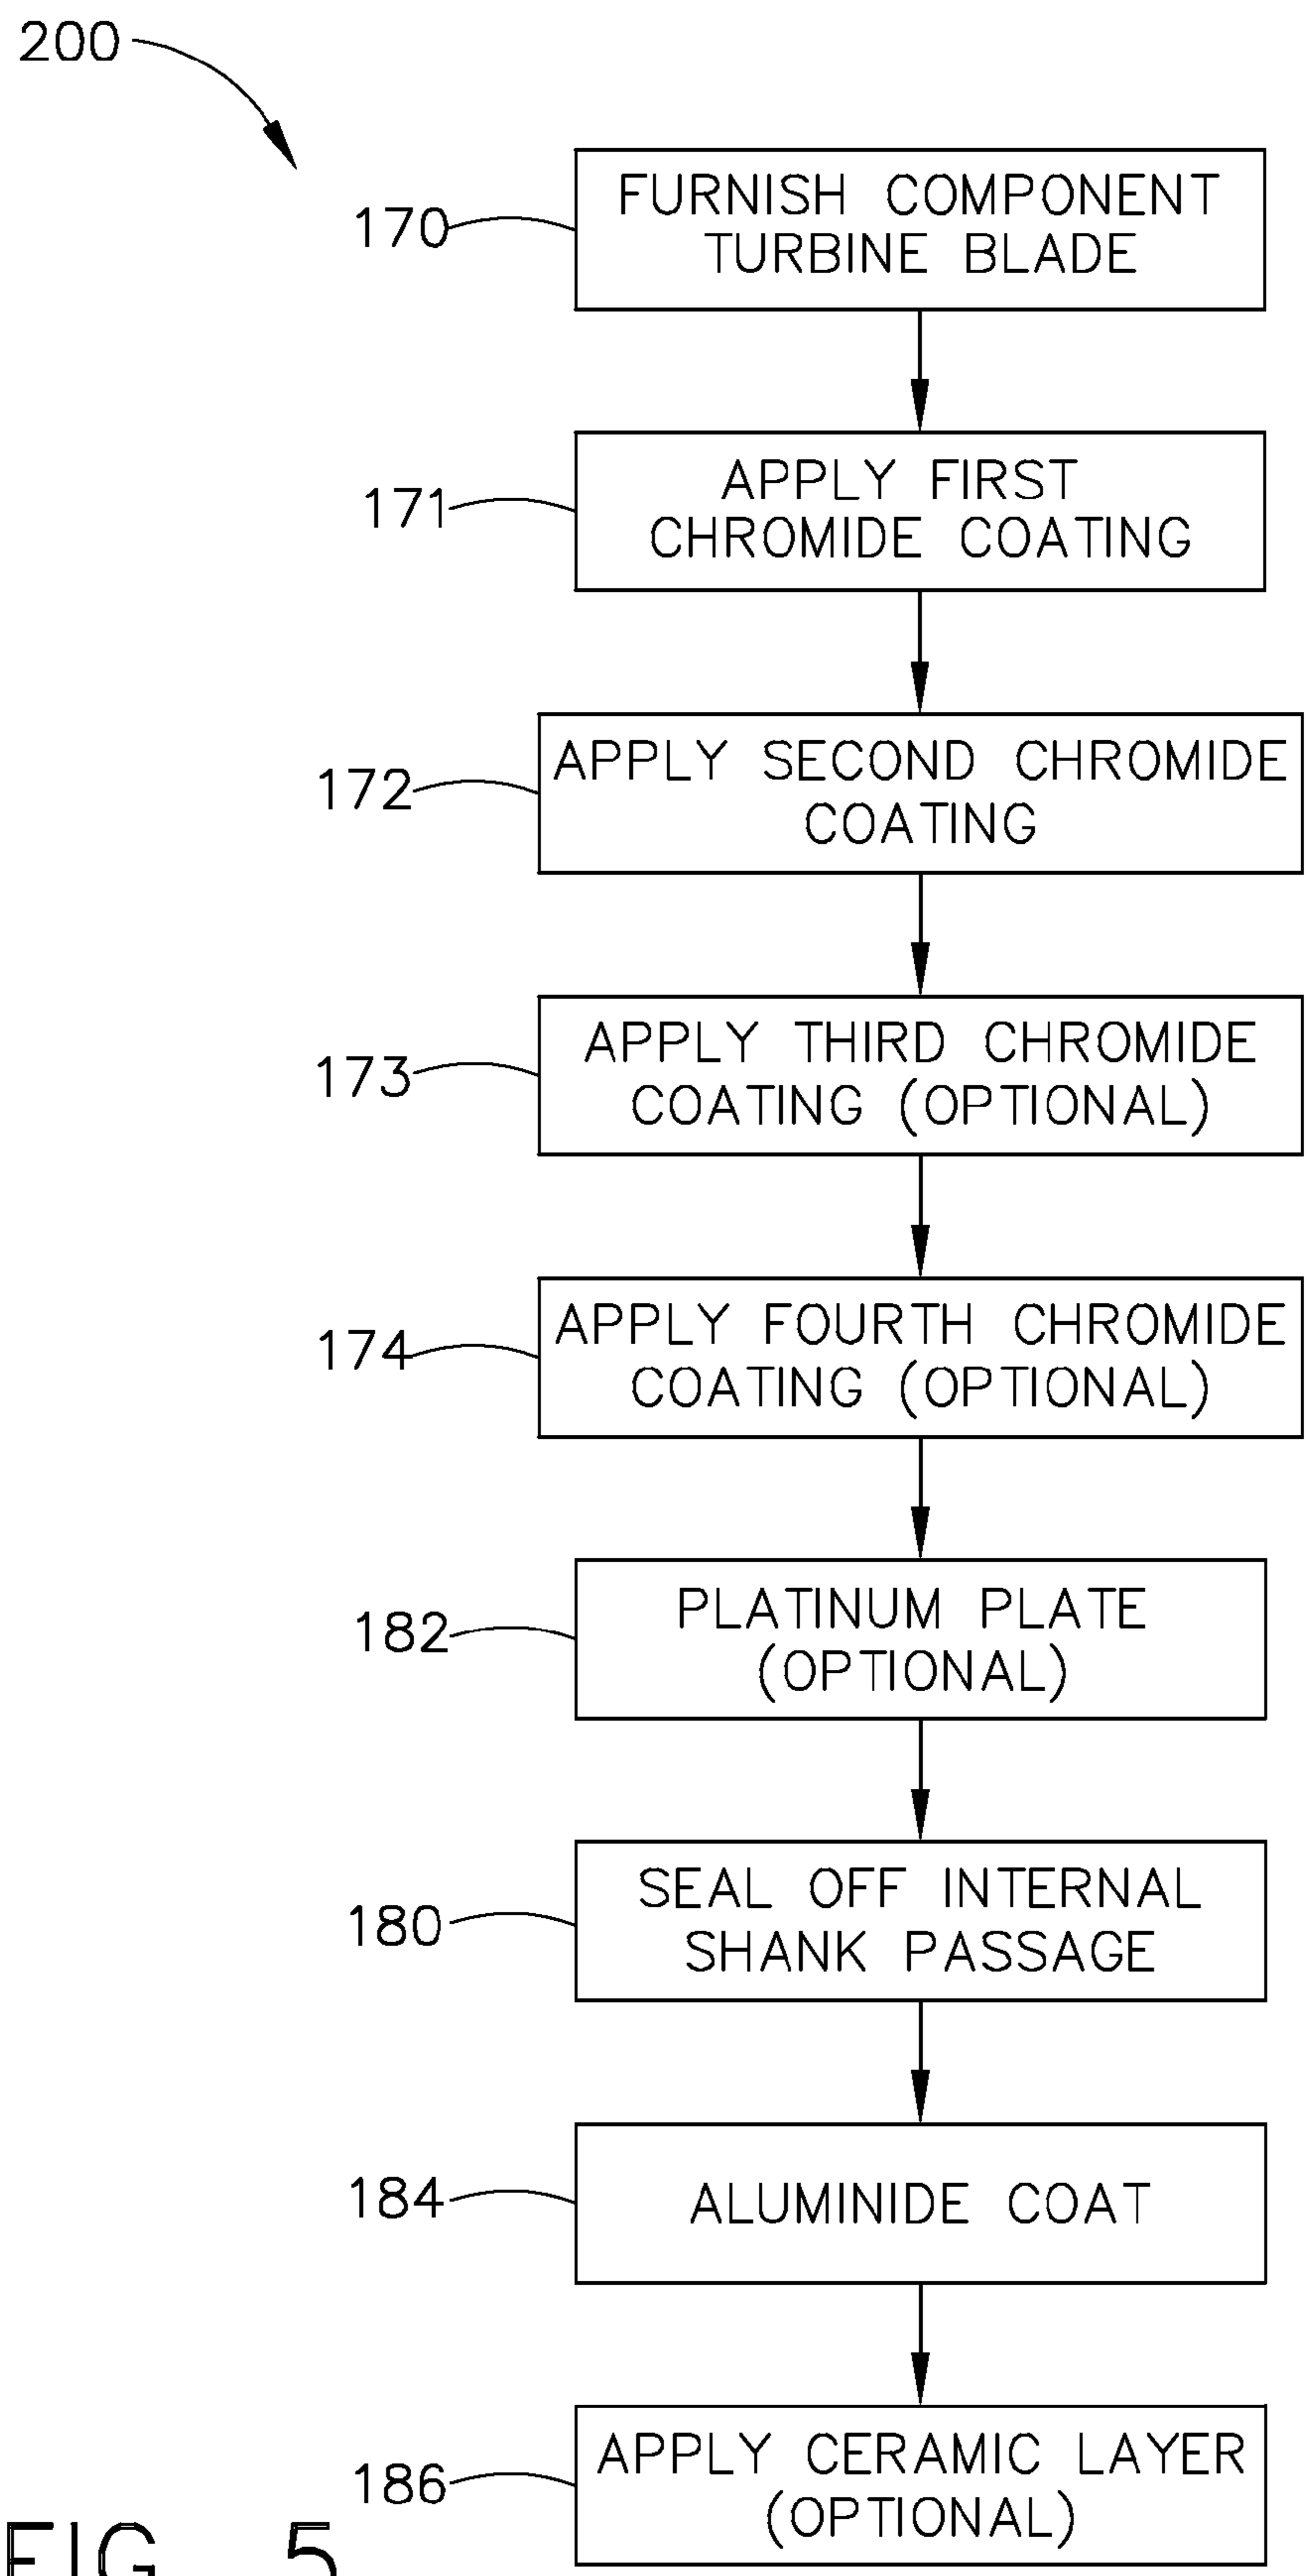 200
170
FURNISH COMPONENT
TURBINE BLADE
171
APPLY FIRST
CHROMIDE COATING
172
APPLY SECOND CHROMIDE
COATING
173
APPLY THIRD CHROMIDE
COATING (OPTIONAL)
174
APPLY FOURTH CHROMIDE
COATING (OPTIONAL)
182
PLATINUM PLATE
(OPTIONAL)
180
SEAL OFF INTERNAL
SHANK PASSAGE
184
ALUMINIDE COAT
186
APPLY CERAMIC LAYER
(OPTIONAL)
FIG. 5